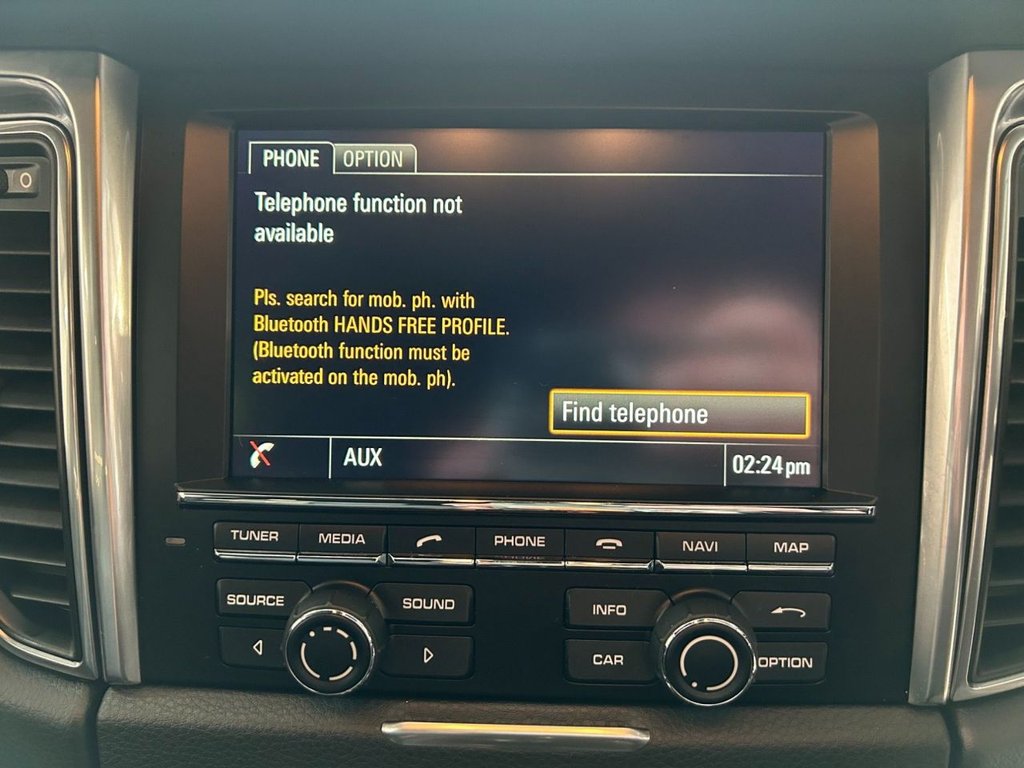 PHONE OPTION
Telephone function not
available
Pls. search for mob. ph. with
Bluetooth HANDS FREE PROFILE.
(Bluetooth function must be
activated on the mob. ph).
Find telephone
AUX 02:24pm
TUNER MEDIA PHONE NAVI MAP
SOURCE SOUND INFO
CAR OPTION